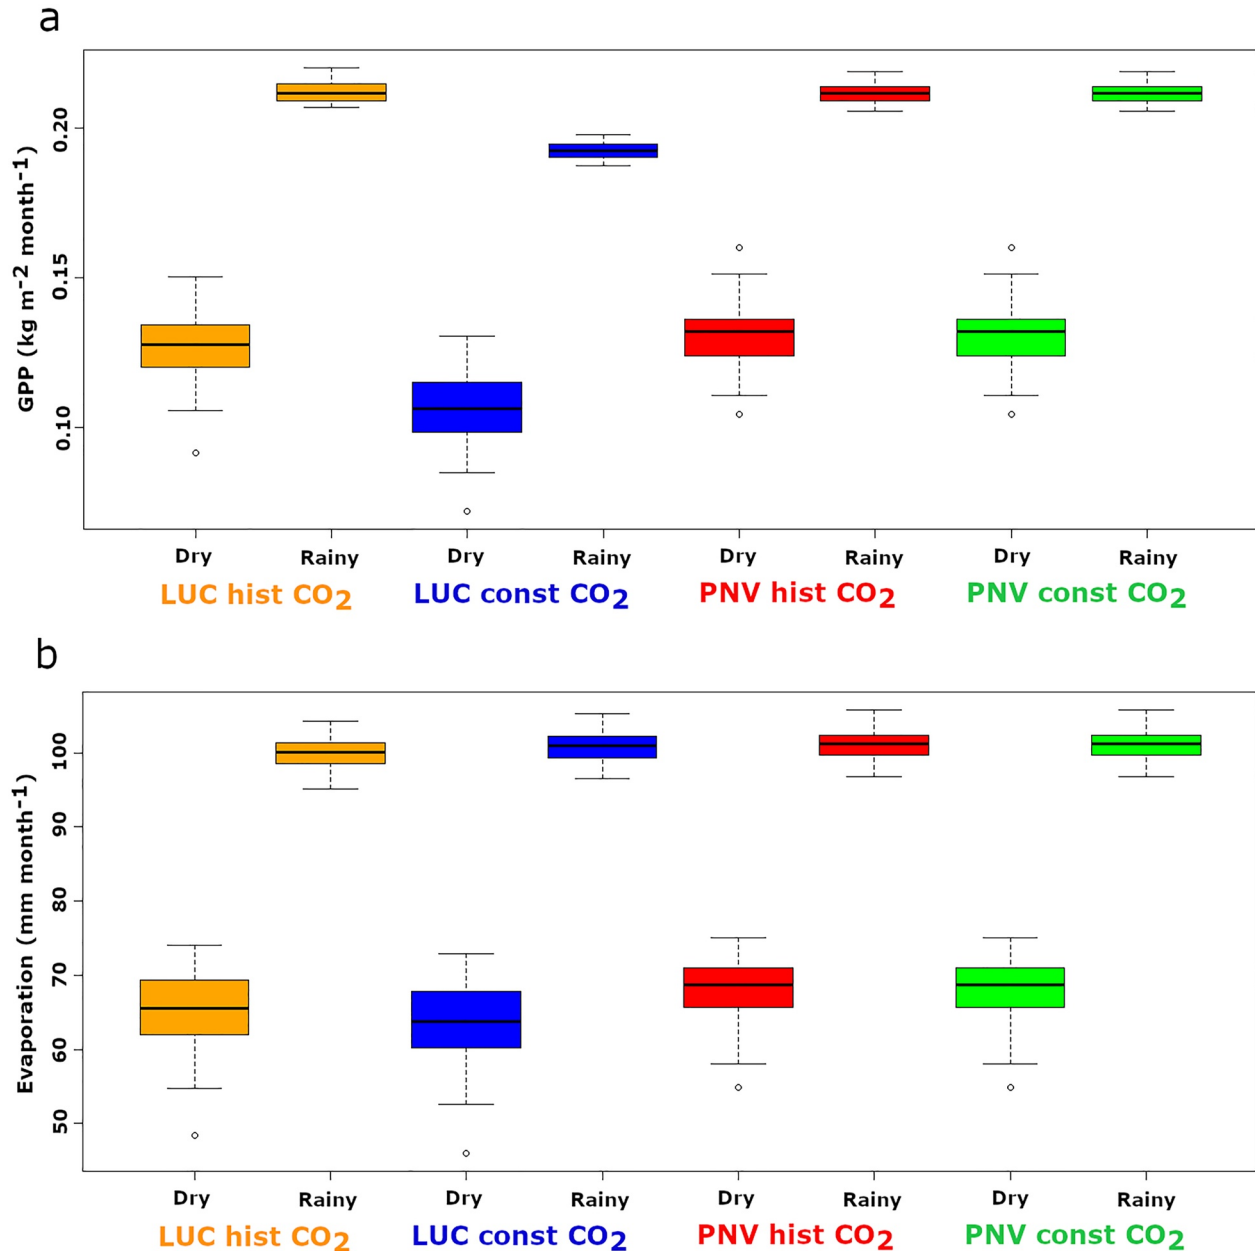 a
GPP (kg m⁻² month⁻¹)
0.20
0.15
0.10
Dry Rainy Dry Rainy Dry Rainy Dry Rainy
LUC hist CO₂ LUC const CO₂ PNV hist CO₂ PNV const CO₂
b
Evaporation (mm month⁻¹)
100
90
80
70
60
50
Dry Rainy Dry Rainy Dry Rainy Dry Rainy
LUC hist CO₂ LUC const CO₂ PNV hist CO₂ PNV const CO₂